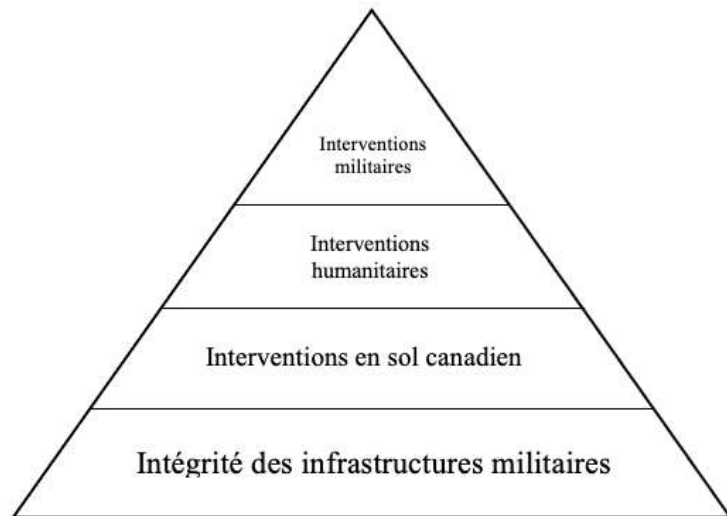 Interventions
militaires
Interventions
humanitaires
Interventions en sol canadien
Intégrité des infrastructures militaires